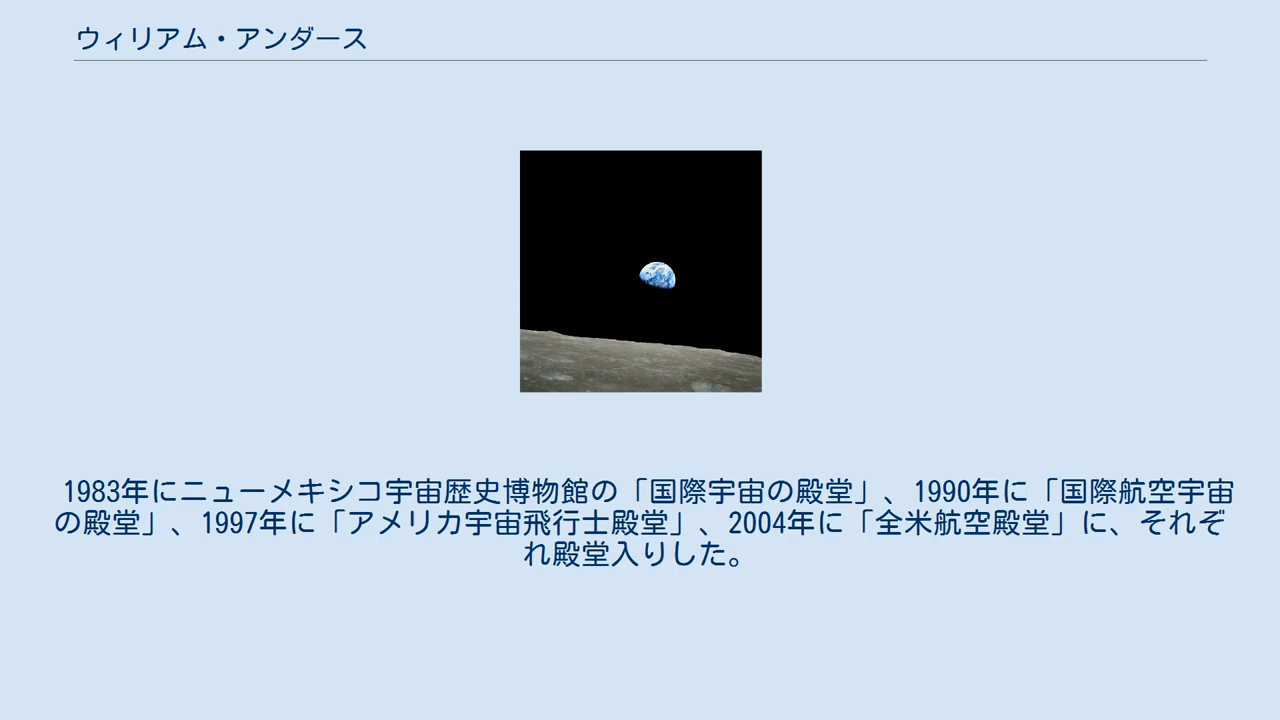 ウィリアム・アンダース
1983年にニューメキシコ宇宙歴史博物館の「国際宇宙の殿堂」、1990年に「国際航空宇宙
の殿堂」、1997年に「アメリカ宇宙飛行士殿堂」、2004年に「全米航空殿堂」に、それぞ
れ殿堂入りした。